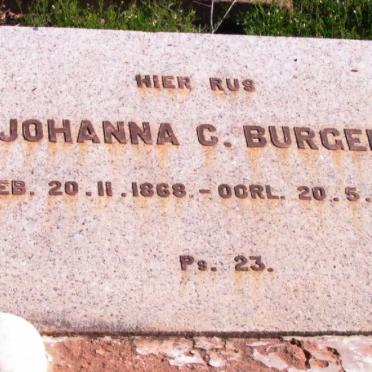 HIER RUS
JOHANNA C. BURGE
EB. 20.11.1868.- OORL. 20.5.
Ps. 23.